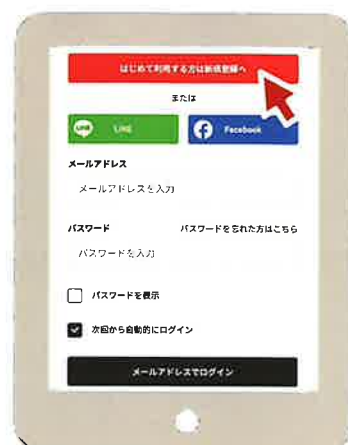 はじめて利用する方は新規登録へ
または
LINE LINE
Facebook
メールアドレス
メールアドレスを入力
パスワード パスワードを忘れた方はこちら
パスワードを入力
パスワードを表示
次回から自動的にログイン
メールアドレスでログイン